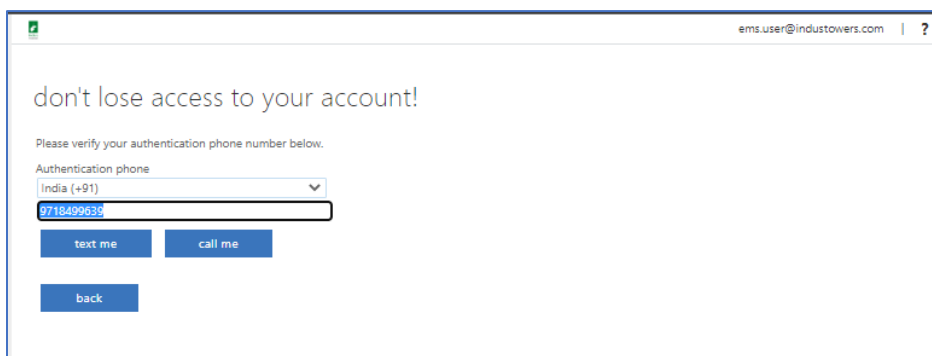 ems.user@industowers.com | ?
don't lose access to your account!
Please verify your authentication phone number below.
Authentication phone
India (+91)
9718499639
text me call me
back